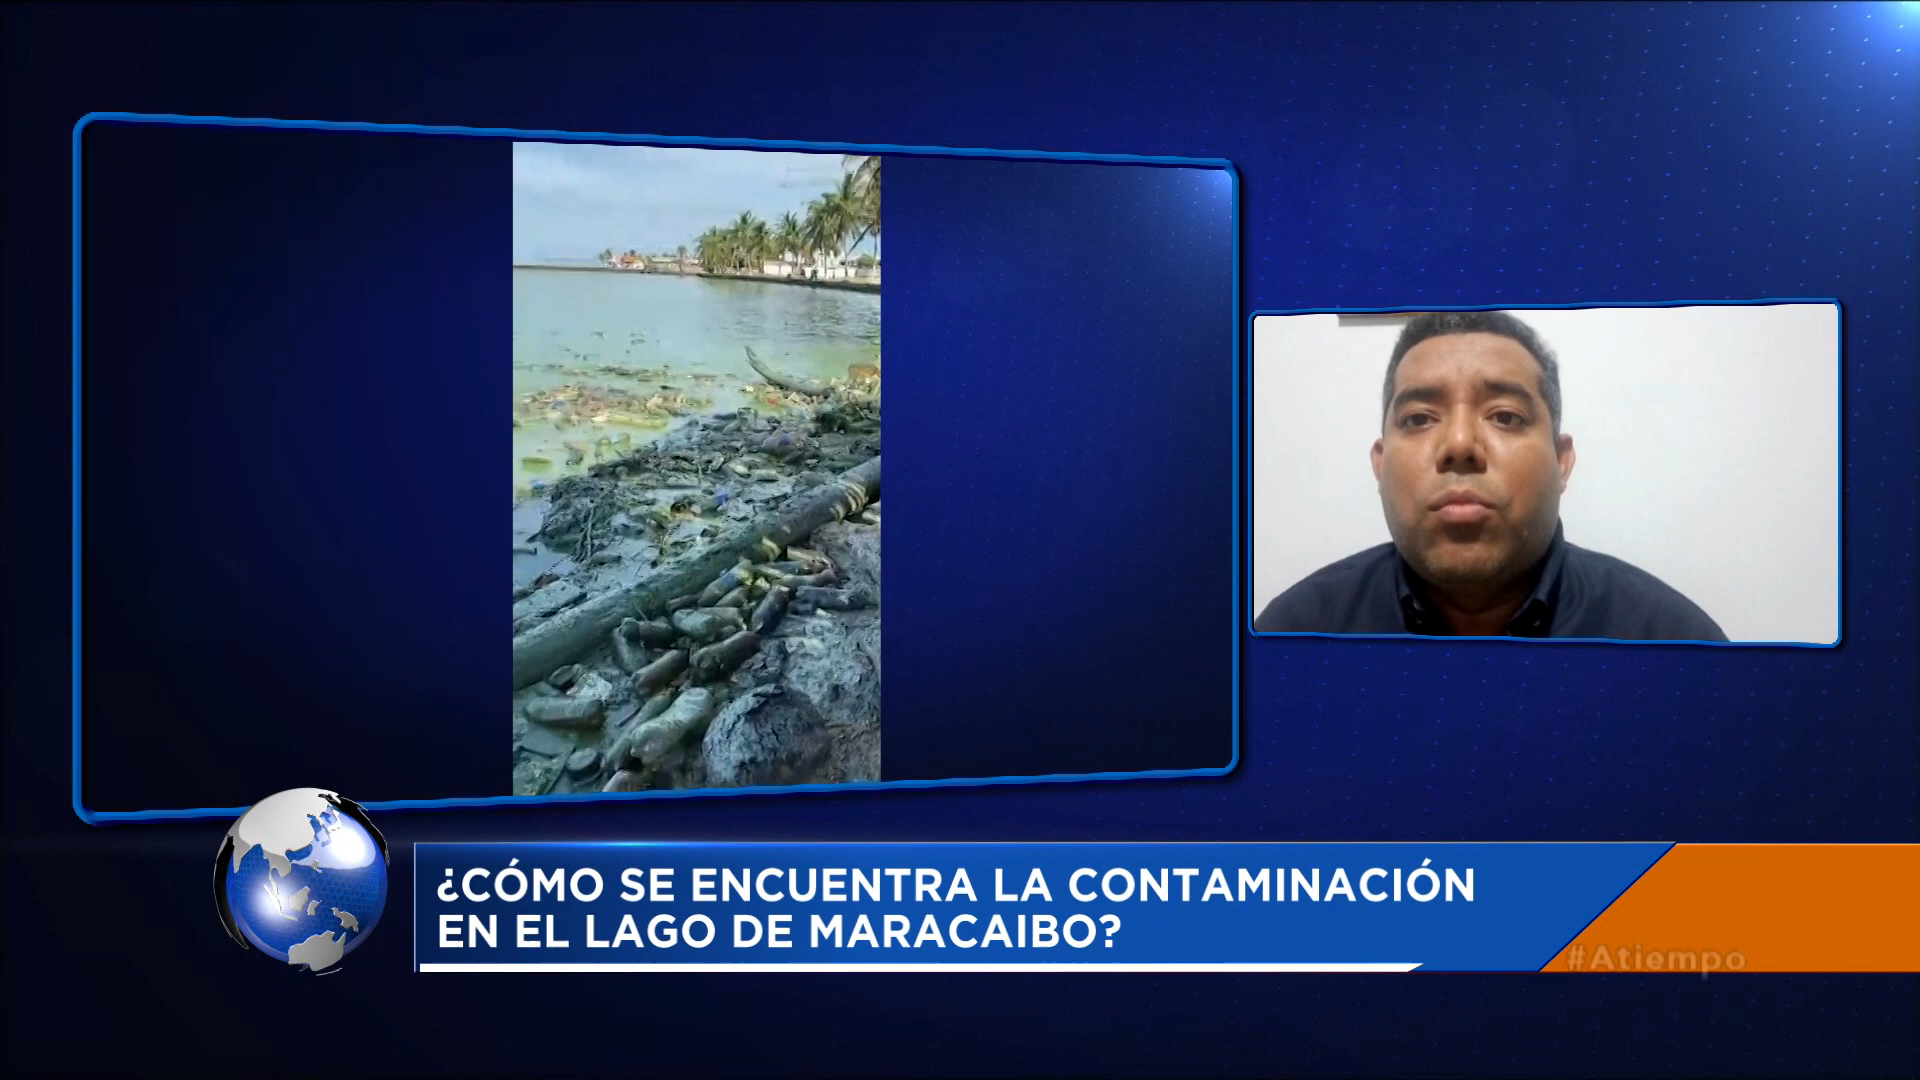 ¿CÓMO SE ENCUENTRA LA CONTAMINACIÓN
EN EL LAGO DE MARACAIBO?
#Atiempo